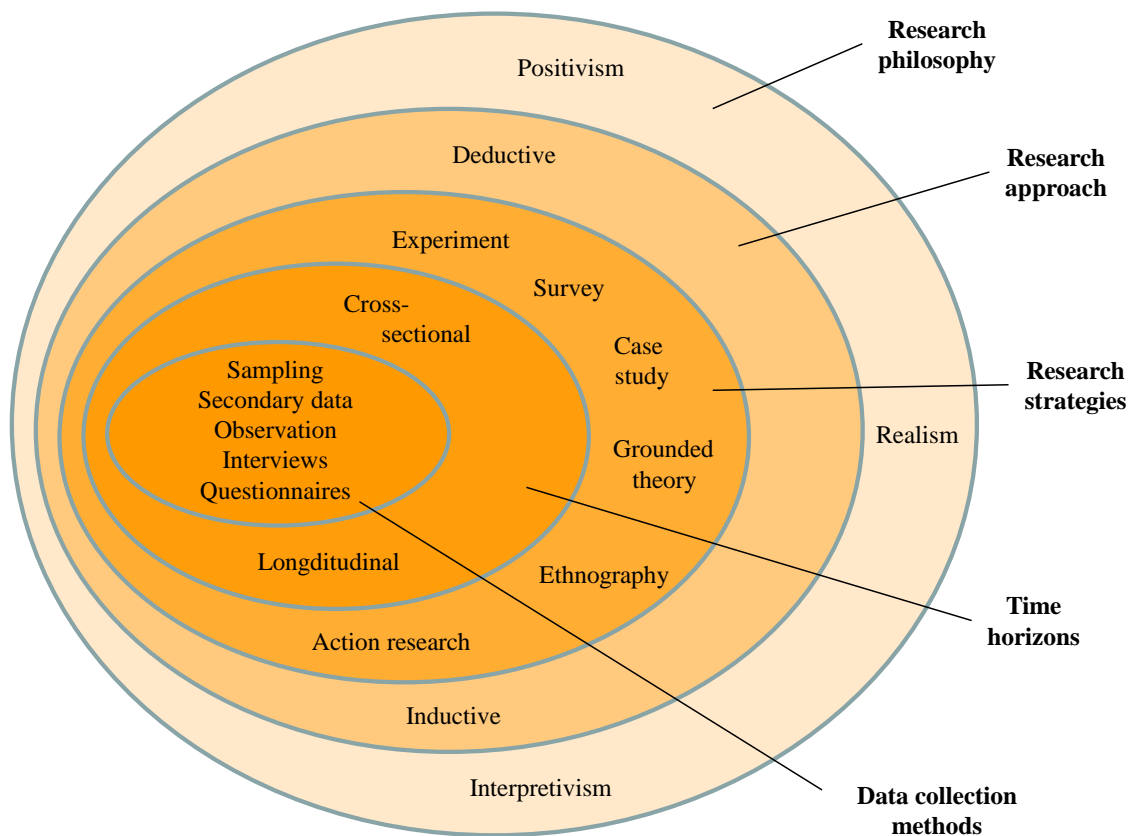 Research
philosophy
Positivism
Deductive
Research
approach
Experiment
Survey
Cross-
sectional
Case
study
Sampling
Secondary data
Observation
Interviews
Questionnaires
Research
strategies
Realism
Grounded
theory
Longditudinal
Ethnography
Time
horizons
Action research
Inductive
Interpretivism
Data collection
methods